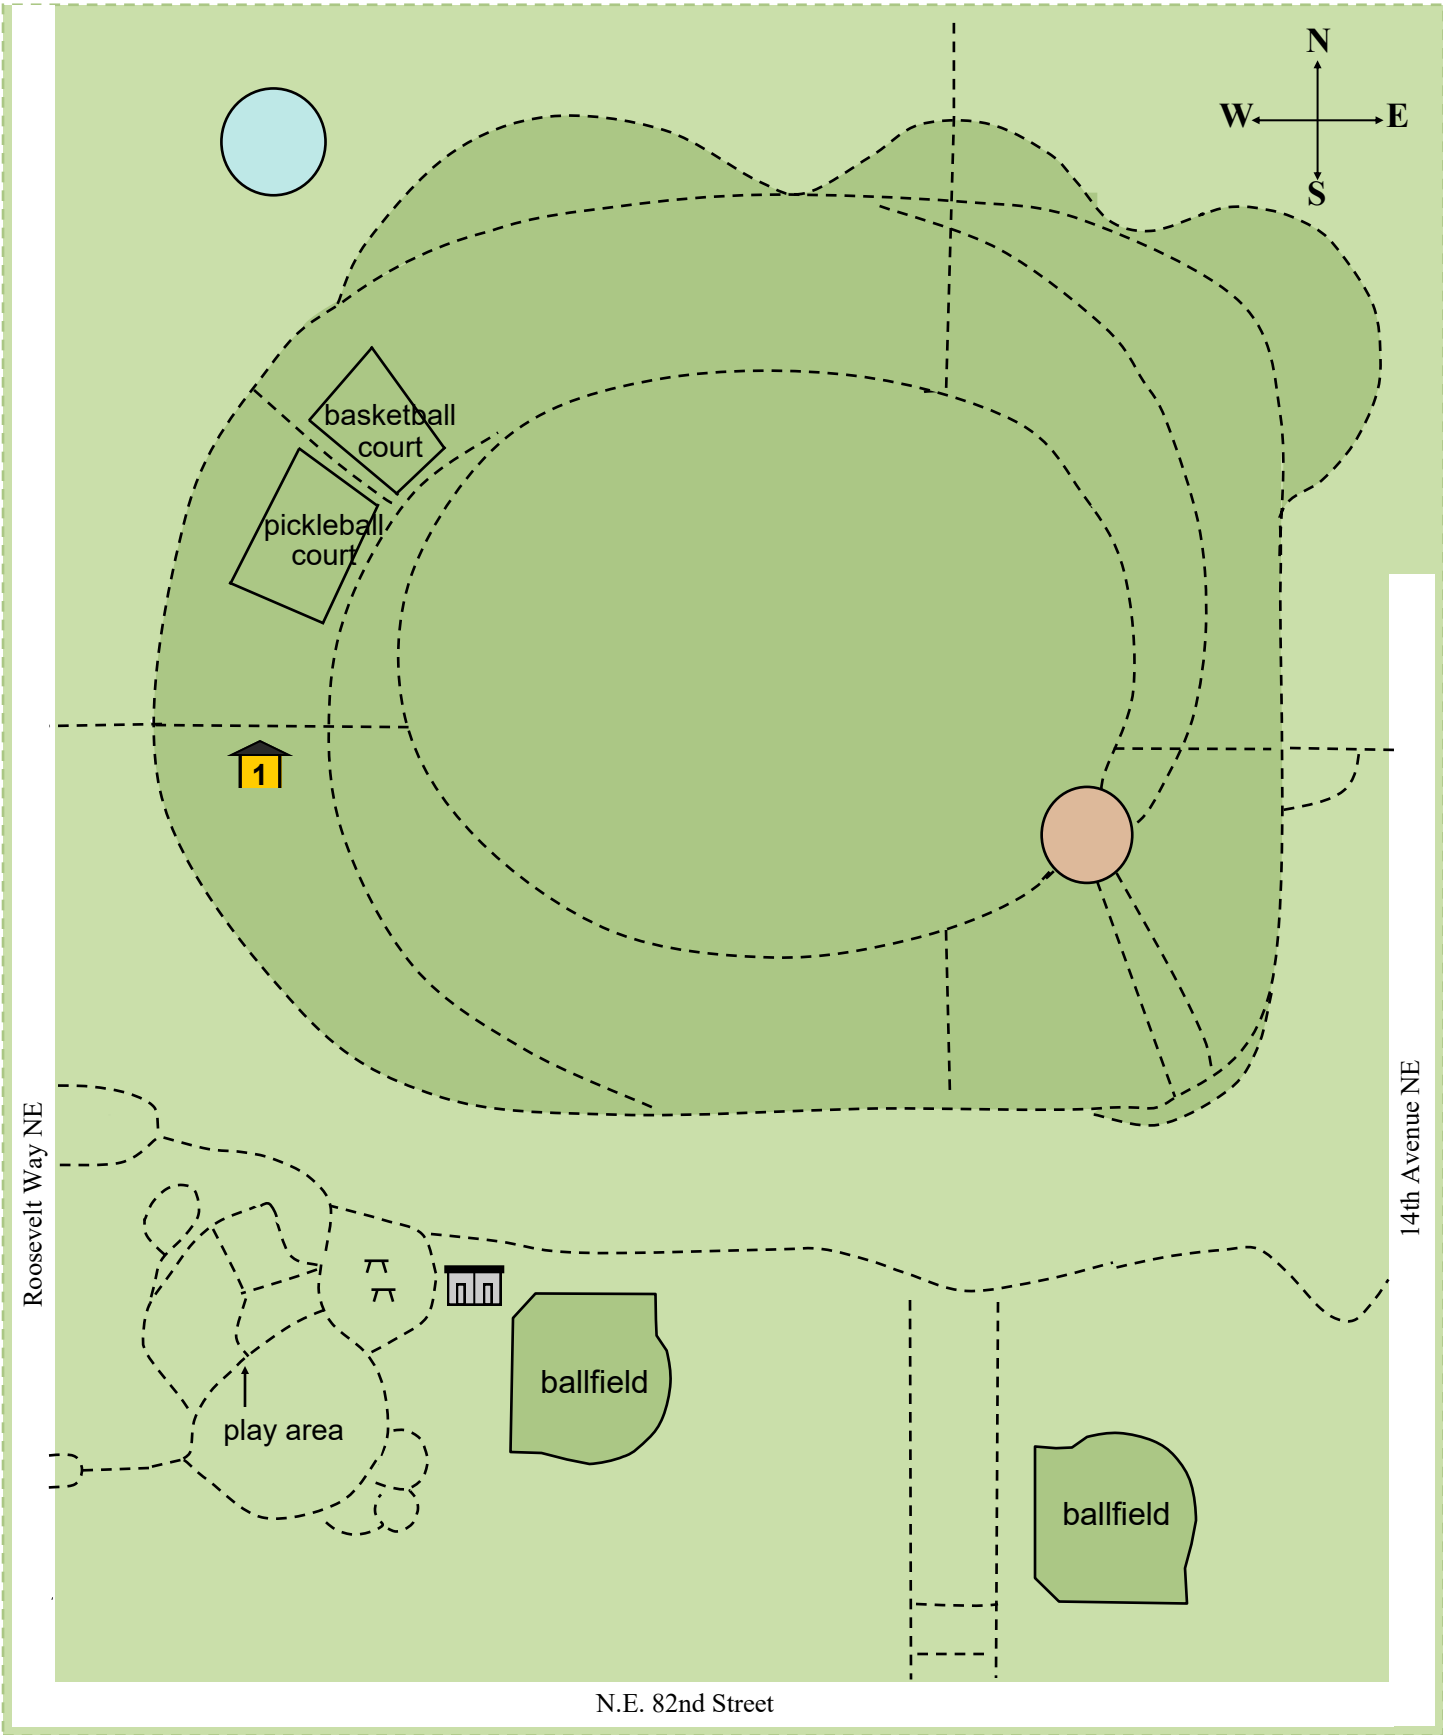 N
W
E
S
basketball
court
pickleball
court
1
Roosevelt Way NE
14th Avenue NE
ballfield
play area
ballfield
N.E. 82nd Street